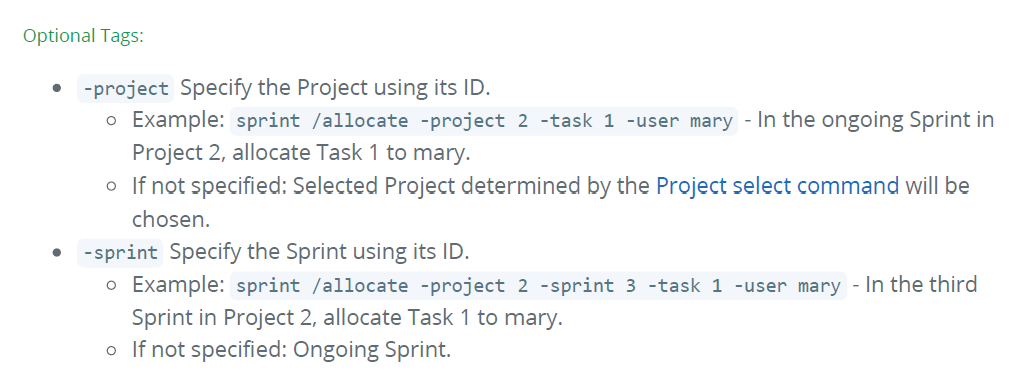 Optional Tags:
-project Specify the Project using its ID.
Example: sprint /allocate -project 2 -task 1 -user mary - In the ongoing Sprint in
Project 2, allocate Task 1 to mary.
If not specified: Selected Project determined by the Project select command will be
chosen.
-sprint Specify the Sprint using its ID.
Example: sprint /allocate -project 2 -sprint 3 -task 1 -user mary - In the third
Sprint in Project 2, allocate Task 1 to mary.
If not specified: Ongoing Sprint.